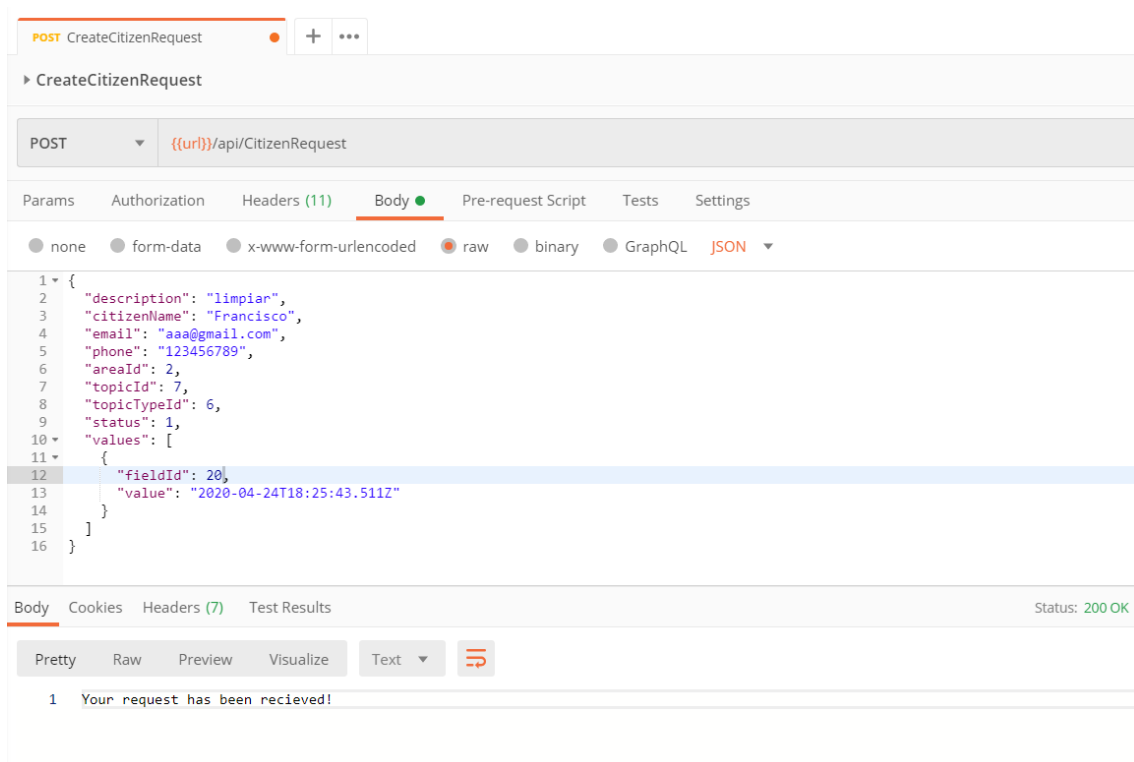 POST CreateCitizenRequest
CreateCitizenRequest
POST {{url}}/api/CitizenRequest
Params Authorization Headers (11) Body Pre-request Script Tests Settings
none form-data x-www-form-urlencoded raw binary GraphQL JSON
1 {
2 "description": "limpiar",
3 "citizenName": "Francisco",
4 "email": "aaa@gmail.com",
5 "phone": "123456789",
6 "areaId": 2,
7 "topicId": 7,
8 "topicTypeId": 6,
9 "status": 1,
10 "values": [
11 {
12 "fieldId": 20,
13 "value": "2020-04-24T18:25:43.511Z"
14 }
15 ]
16 }
Body Cookies Headers (7) Test Results Status: 200 OK
Pretty Raw Preview Visualize Text
1 Your request has been recieved!